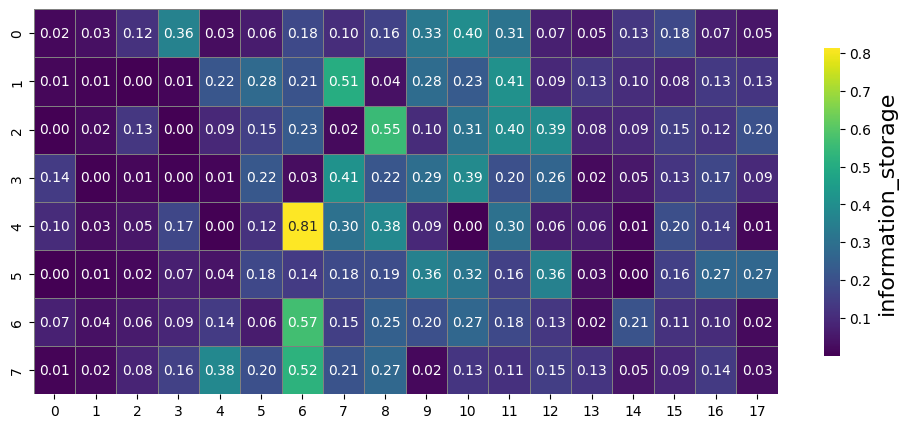 0 0.02 0.03 0.12 0.36 0.03 0.06 0.18 0.10 0.16 0.33 0.40 0.31 0.07 0.05 0.13 0.18 0.07 0.05
1 0.01 0.01 0.00 0.01 0.22 0.28 0.21 0.51 0.04 0.28 0.23 0.41 0.09 0.13 0.10 0.08 0.13 0.13
2 0.00 0.02 0.13 0.00 0.09 0.15 0.23 0.02 0.55 0.10 0.31 0.40 0.39 0.08 0.09 0.15 0.12 0.20
3 0.14 0.00 0.01 0.00 0.01 0.22 0.03 0.41 0.22 0.29 0.39 0.20 0.26 0.02 0.05 0.13 0.17 0.09
4 0.10 0.03 0.05 0.17 0.00 0.12 0.81 0.30 0.38 0.09 0.00 0.30 0.06 0.06 0.01 0.20 0.14 0.01
5 0.00 0.01 0.02 0.07 0.04 0.18 0.14 0.18 0.19 0.36 0.32 0.16 0.36 0.03 0.00 0.16 0.27 0.27
6 0.07 0.04 0.06 0.09 0.14 0.06 0.57 0.15 0.25 0.20 0.27 0.18 0.13 0.02 0.21 0.11 0.10 0.02
7 0.01 0.02 0.08 0.16 0.38 0.20 0.52 0.21 0.27 0.02 0.13 0.11 0.15 0.13 0.05 0.09 0.14 0.03
0 1 2 3 4 5 6 7 8 9 10 11 12 13 14 15 16 17
0.8
0.7
0.6
0.5
0.4
0.3
0.2
0.1
information_storage